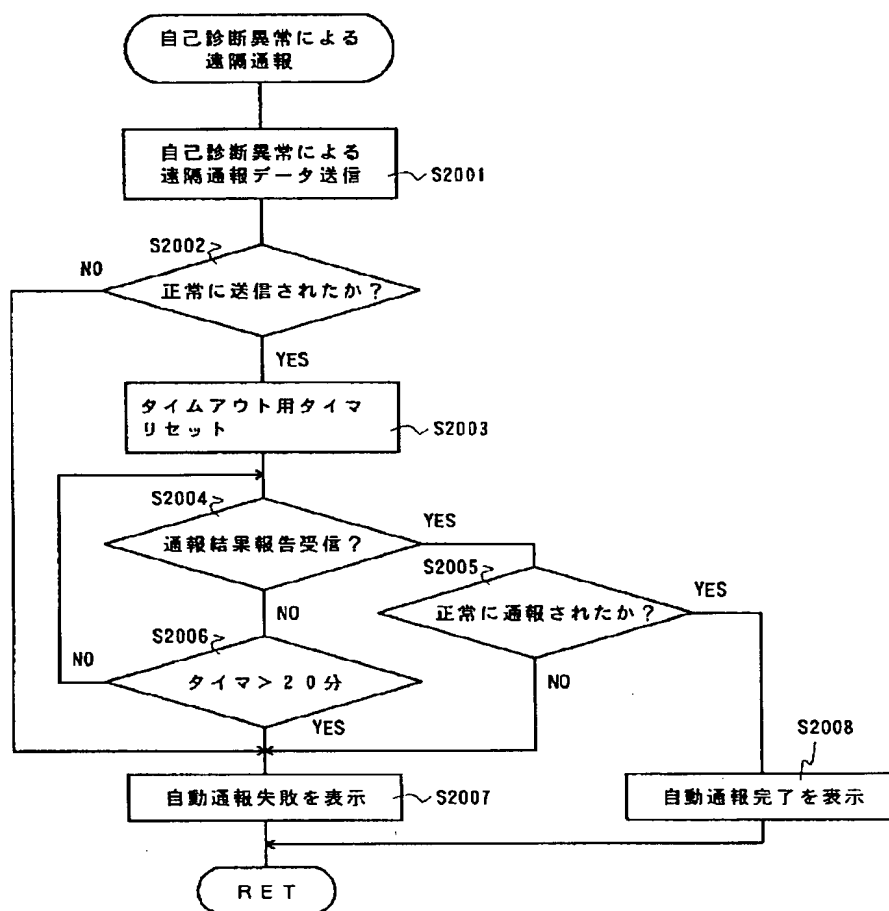 自己診断異常による
遠隔通報
自己診断異常による
遠隔通報データ送信
S2001
S2002
NO
正常に送信されたか？
YES
タイムアウト用タイマ
リセット
S2003
S2004
YES
通報結果報告受信？
S2005
YES
正常に通報されたか？
NO
S2006
NO
タイマ＞２０分
YES
NO
S2008
自動通報失敗を表示
S2007
自動通報完了を表示
ＲＥＴ